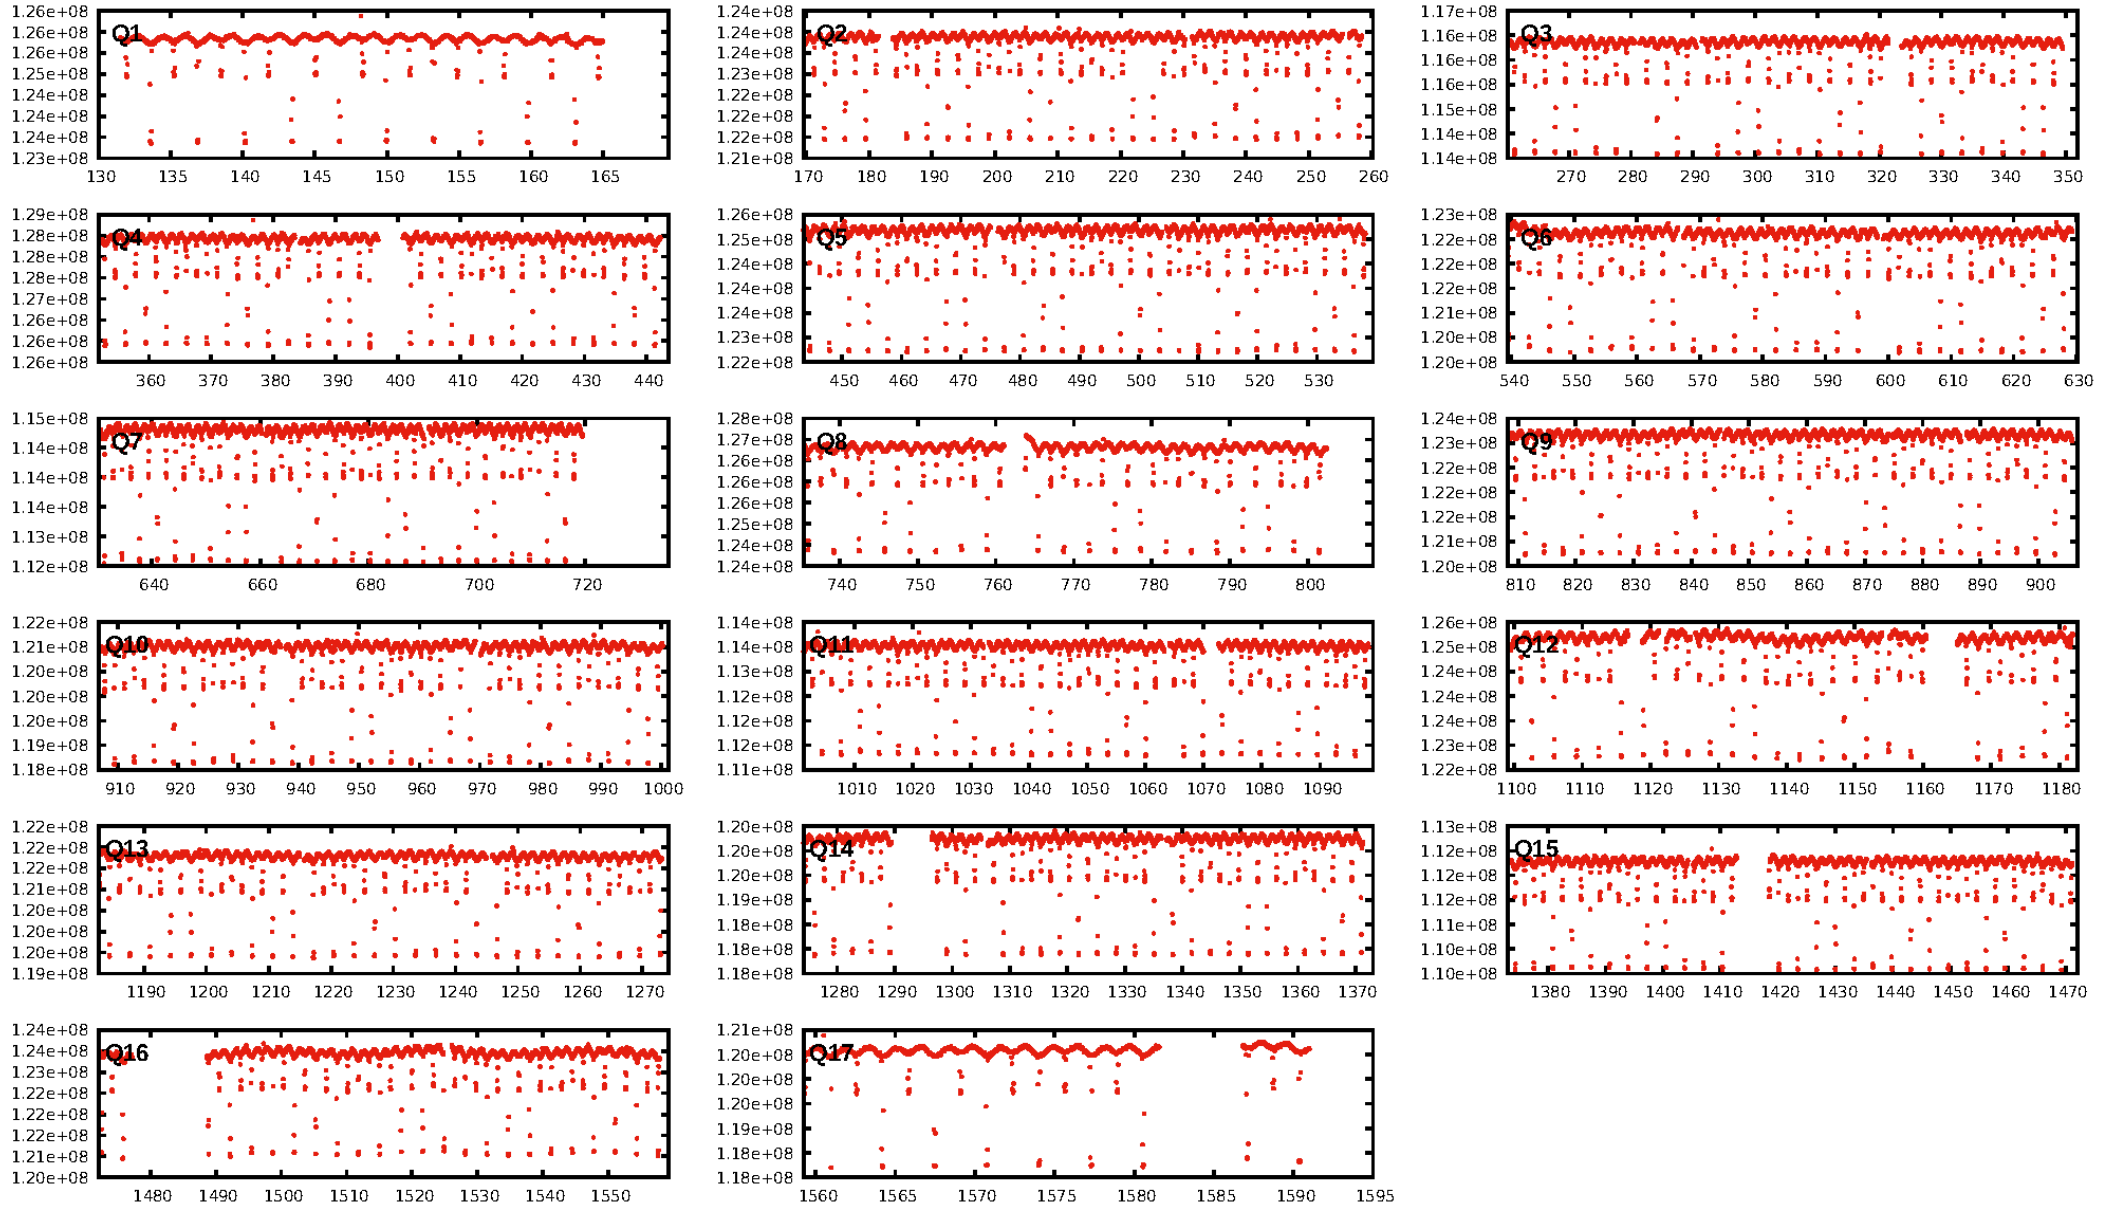 1.26e+08 1.26e+08 1.25e+08 1.25e+08 1.24e+08 1.24e+08 1.24e+08 1.23e+08
Q1
130 135 140 145 150 155 160 165
1.24e+08 1.24e+08 1.24e+08 1.23e+08 1.22e+08 1.22e+08 1.22e+08 1.21e+08
Q2
170 180 190 200 210 220 230 240 250 260
1.17e+08 1.16e+08 1.16e+08 1.16e+08 1.15e+08 1.14e+08 1.14e+08
Q3
270 280 290 300 310 320 330 340 350
1.29e+08 1.28e+08 1.28e+08 1.28e+08 1.27e+08 1.26e+08 1.26e+08 1.26e+08
Q4
360 370 380 390 400 410 420 430 440
1.26e+08 1.25e+08 1.24e+08 1.24e+08 1.24e+08 1.23e+08 1.22e+08
Q5
450 460 470 480 490 500 510 520 530
1.23e+08 1.22e+08 1.22e+08 1.22e+08 1.21e+08 1.20e+08 1.20e+08
Q6
540 550 560 570 580 590 600 610 620 630
1.15e+08 1.14e+08 1.14e+08 1.14e+08 1.13e+08 1.12e+08
Q7
640 660 680 700 720
1.28e+08 1.27e+08 1.26e+08 1.26e+08 1.26e+08 1.25e+08 1.24e+08 1.24e+08
Q8
740 750 760 770 780 790 800
1.24e+08 1.23e+08 1.22e+08 1.22e+08 1.22e+08 1.21e+08 1.20e+08
Q9
810 820 830 840 850 860 870 880 890 900
1.22e+08 1.21e+08 1.20e+08 1.20e+08 1.20e+08 1.19e+08 1.18e+08
Q10
910 920 930 940 950 960 970 980 990 1000
1.14e+08 1.14e+08 1.13e+08 1.12e+08 1.12e+08 1.12e+08 1.11e+08
Q11
1010 1020 1030 1040 1050 1060 1070 1080 1090
1.26e+08 1.25e+08 1.24e+08 1.24e+08 1.24e+08 1.23e+08 1.22e+08
Q12
1100 1110 1120 1130 1140 1150 1160 1170 1180
1.22e+08 1.22e+08 1.22e+08 1.21e+08 1.20e+08 1.20e+08 1.20e+08 1.19e+08
Q13
1190 1200 1210 1220 1230 1240 1250 1260 1270
1.20e+08 1.20e+08 1.20e+08 1.19e+08 1.18e+08 1.18e+08 1.18e+08
Q14
1280 1290 1300 1310 1320 1330 1340 1350 1360 1370
1.13e+08 1.12e+08 1.12e+08 1.12e+08 1.11e+08 1.10e+08 1.10e+08
Q15
1380 1390 1400 1410 1420 1430 1440 1450 1460 1470
1.24e+08 1.24e+08 1.23e+08 1.22e+08 1.22e+08 1.22e+08 1.21e+08 1.20e+08
Q16
1480 1490 1500 1510 1520 1530 1540 1550
1.21e+08 1.20e+08 1.20e+08 1.20e+08 1.19e+08 1.18e+08 1.18e+08
Q17
1560 1565 1570 1575 1580 1585 1590 1595